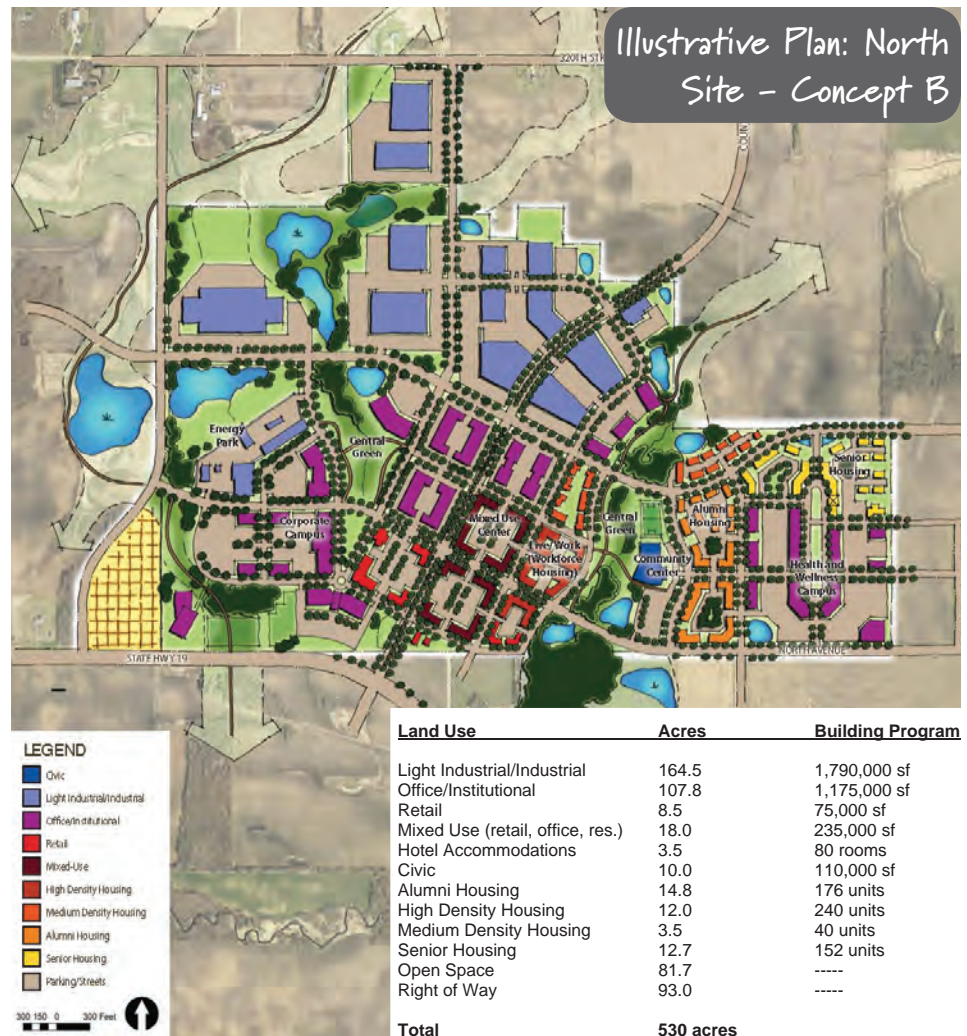 Illustrative Plan: North
Site - Concept B
320TH STR
COUN
Energy
Park
Central
Green
Corporate
Campus
Mixed Use
Center
Live/Work
(Workforce
Housing)
Central
Green
Community
Center
Alumni
Housing
Senior
Housing
Health and
Wellness
Campus
STATE HWY 19
NORTH AVENUE
LEGEND
Civic
Light Industrial/Industrial
Office/Institutional
Retail
Mixed-Use
High Density Housing
Medium Density Housing
Alumni Housing
Senior Housing
Parking/Streets
300 150 0 300 Feet
Land Use Acres Building Program
Light Industrial/Industrial 164.5 1,790,000 sf
Office/Institutional 107.8 1,175,000 sf
Retail 8.5 75,000 sf
Mixed Use (retail, office, res.) 18.0 235,000 sf
Hotel Accommodations 3.5 80 rooms
Civic 10.0 110,000 sf
Alumni Housing 14.8 176 units
High Density Housing 12.0 240 units
Medium Density Housing 3.5 40 units
Senior Housing 12.7 152 units
Open Space 81.7 -----
Right of Way 93.0 -----
Total 530 acres